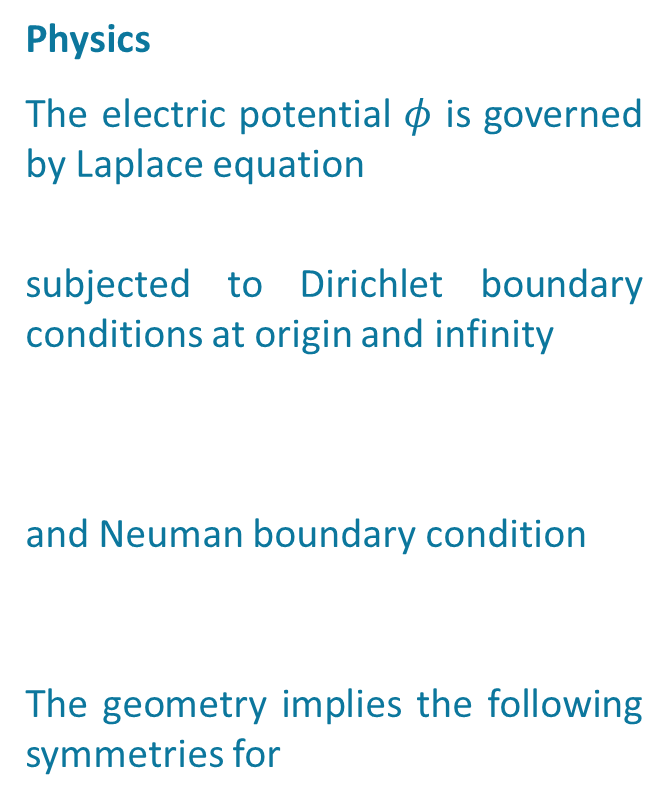 Physics
The electric potential ϕ is governed
by Laplace equation
subjected to Dirichlet boundary
conditions at origin and infinity
and Neuman boundary condition
The geometry implies the following
symmetries for